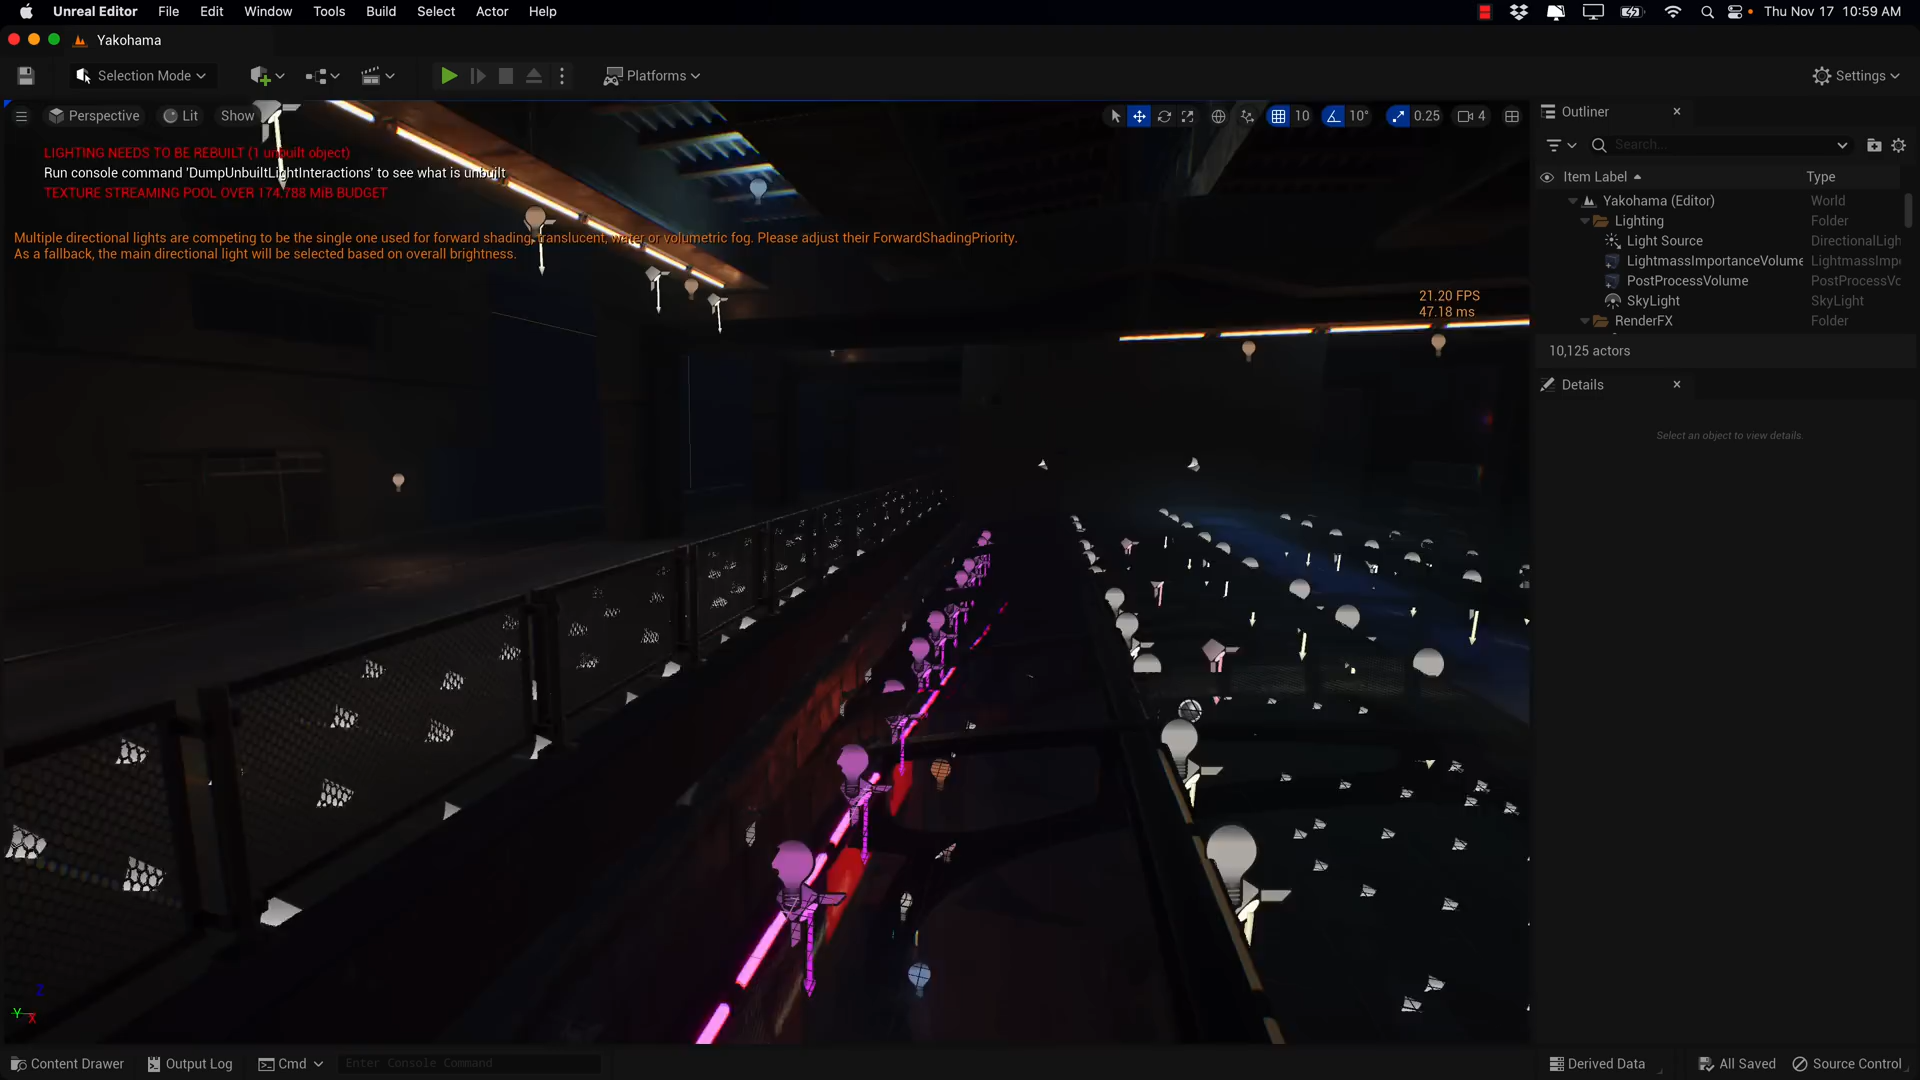 Unreal Editor File Edit Window Tools Build Select Actor Help
Thu Nov 17 10:59 AM
Yakohama
Selection Mode
Platforms
Settings
Perspective Lit Show
10 10° 0.25 4
LIGHTING NEEDS TO BE REBUILT (1 unbuilt object)
Run console command 'DumpUnbuiltLightInteractions' to see what is unbuilt
TEXTURE STREAMING POOL OVER 174.788 MiB BUDGET
Multiple directional lights are competing to be the single one used for forward shading, translucent, water or volumetric fog. Please adjust their ForwardShadingPriority.
As a fallback, the main directional light will be selected based on overall brightness.
21.20 FPS
47.18 ms
Z
Y
X
Outliner
Search...
Item Label Type
Yakohama (Editor) World
Lighting Folder
Light Source DirectionalLigh
LightmassImportanceVolume LightmassImp
PostProcessVolume PostProcessVo
SkyLight SkyLight
RenderFX Folder
10,125 actors
Details
Select an object to view details.
Content Drawer Output Log Cmd Enter Console Command
Derived Data All Saved Source Control